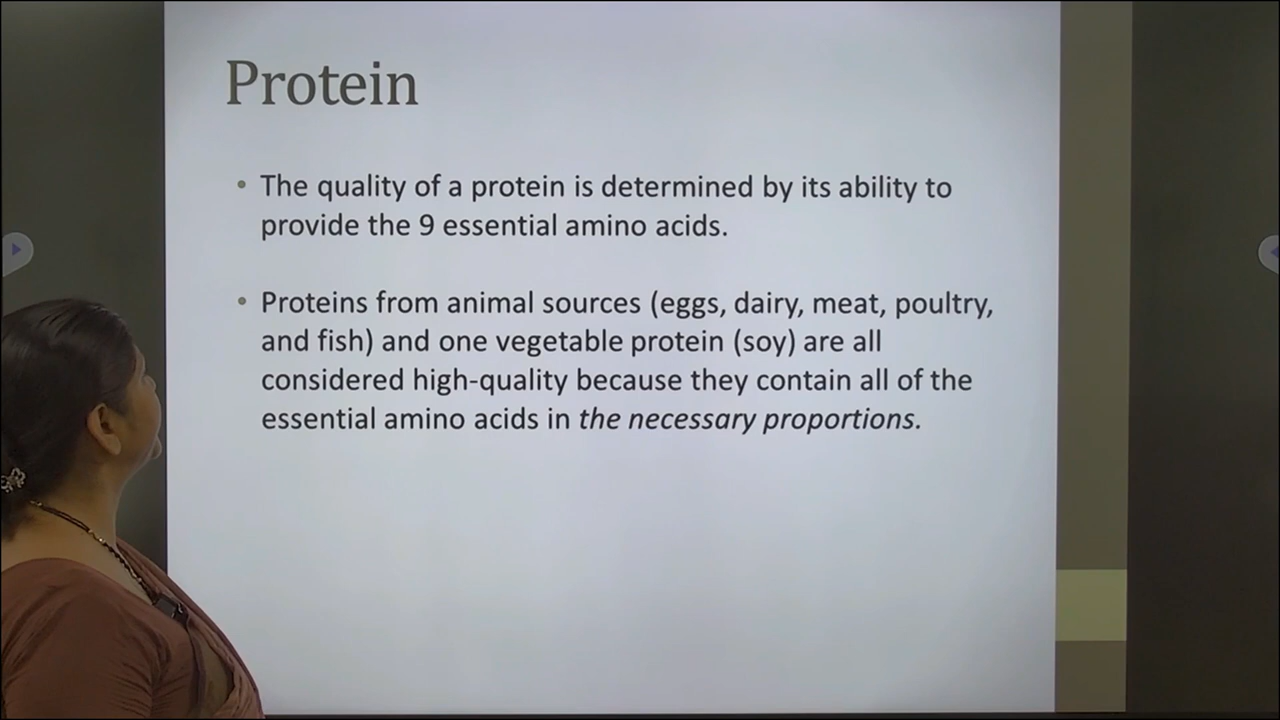 Protein
• The quality of a protein is determined by its ability to
provide the 9 essential amino acids.
• Proteins from animal sources (eggs, dairy, meat, poultry,
and fish) and one vegetable protein (soy) are all
considered high-quality because they contain all of the
essential amino acids in the necessary proportions.